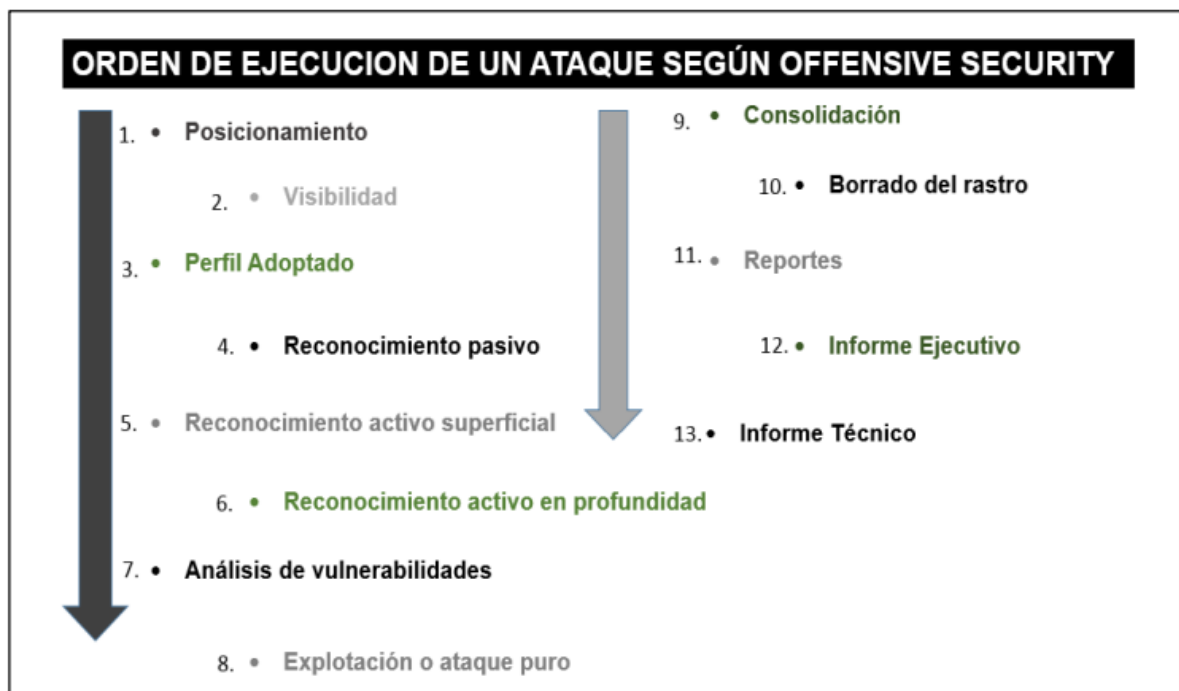 ORDEN DE EJECUCION DE UN ATAQUE SEGÚN OFFENSIVE SECURITY
1. • Posicionamiento
2. • Visibilidad
3. • Perfil Adoptado
4. • Reconocimiento pasivo
5. • Reconocimiento activo superficial
6. • Reconocimiento activo en profundidad
7. • Análisis de vulnerabilidades
8. • Explotación o ataque puro
9. • Consolidación
10. • Borrado del rastro
11. • Reportes
12. • Informe Ejecutivo
13. • Informe Técnico